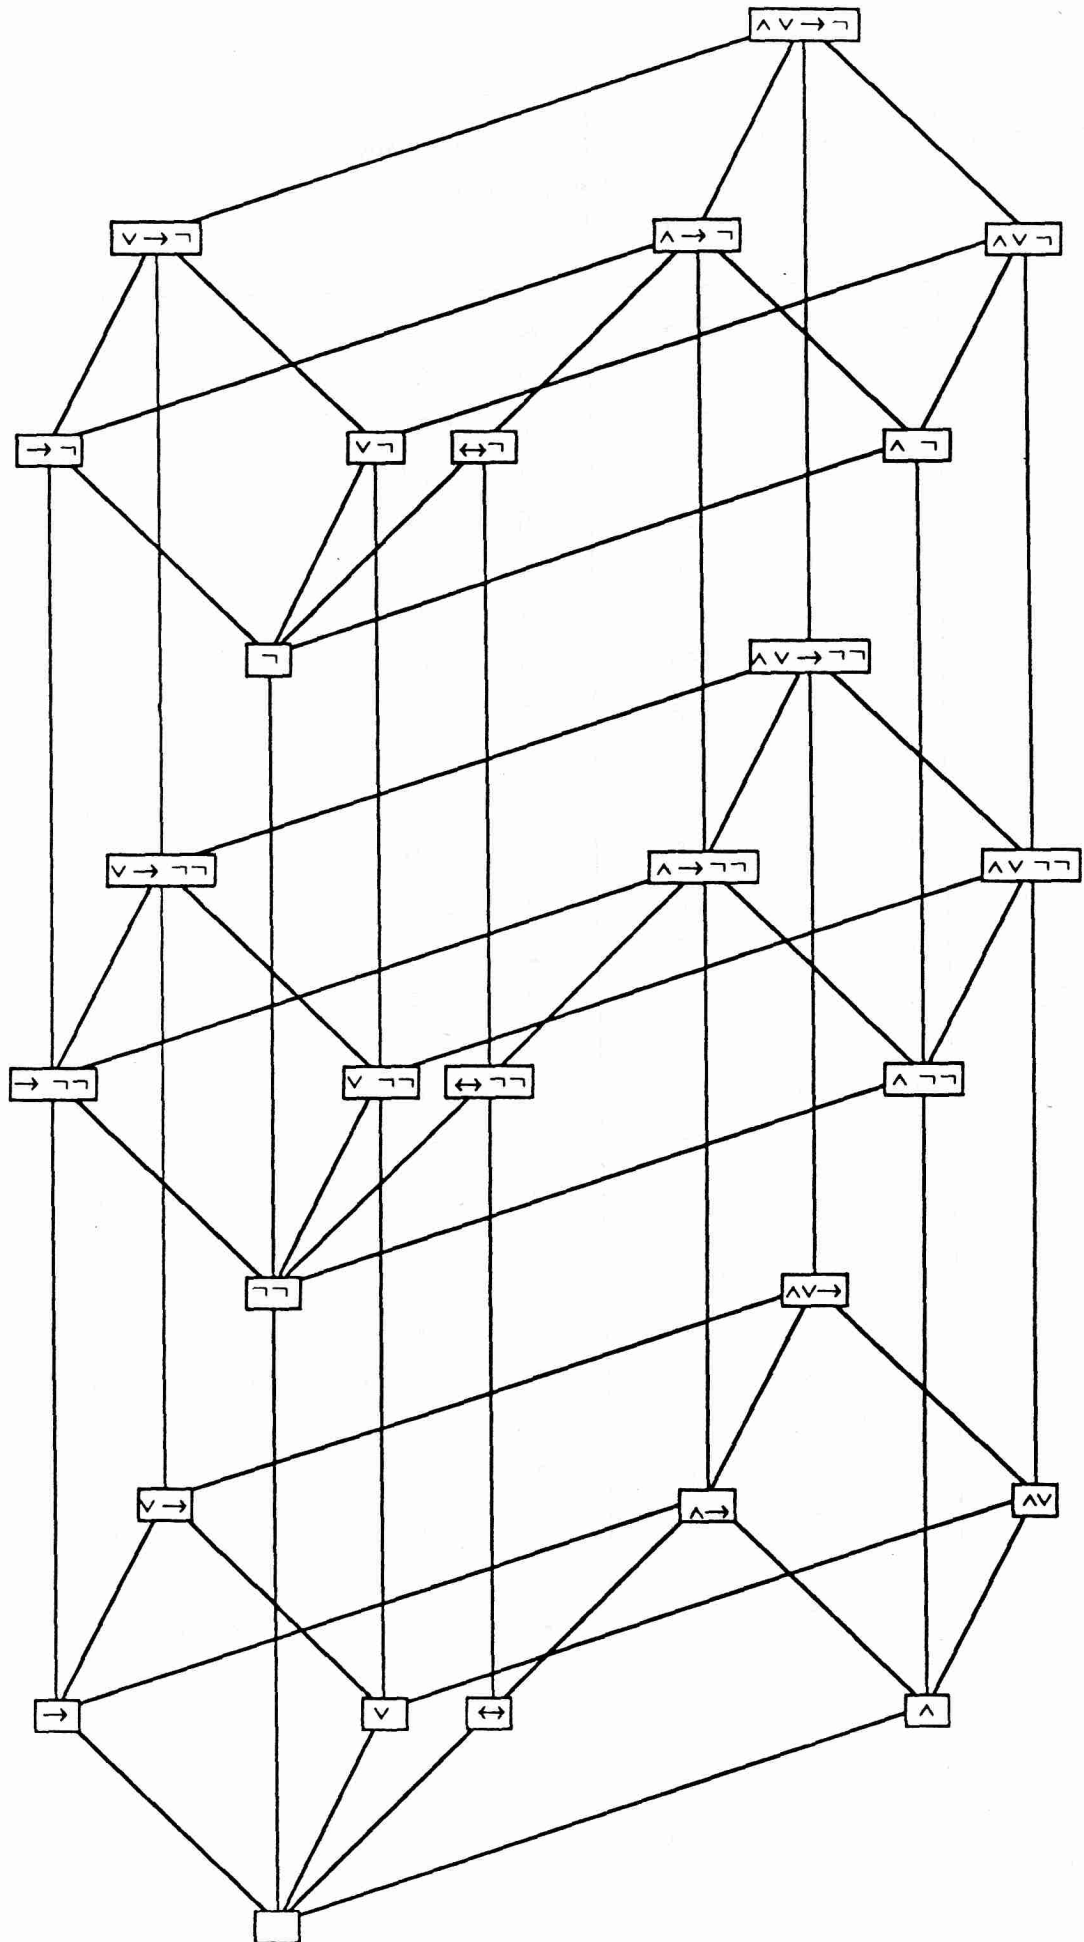 ∧ ∨ → ¬
∨ → ¬
∧ → ¬
∧ ∨ ¬
→ ¬
∨ ¬
↔ ¬
∧ ¬
¬
∧ ∨ → ¬¬
∨ → ¬¬
∧ → ¬¬
∧ ∨ ¬¬
→ ¬¬
∨ ¬¬
↔ ¬¬
∧ ¬¬
¬¬
∧∨→
∨ →
∧→
∧∨
→
∨
↔
∧